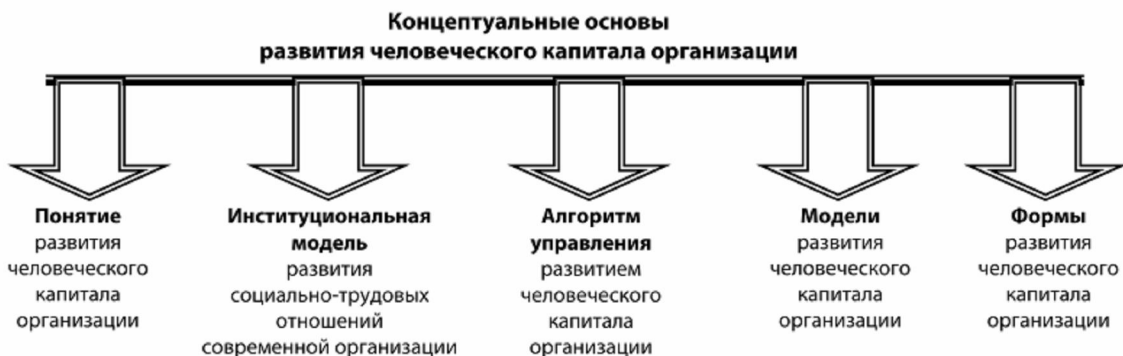 Концептуальные основы
развития человеческого капитала организации
Понятие
развития
человеческого
капитала
организации
Институциональная
модель
развития
социально-трудовых
отношений
современной организации
Алгоритм
управления
развитием
человеческого
капитала
организации
Модели
развития
человеческого
капитала
организации
Формы
развития
человеческого
капитала
организации